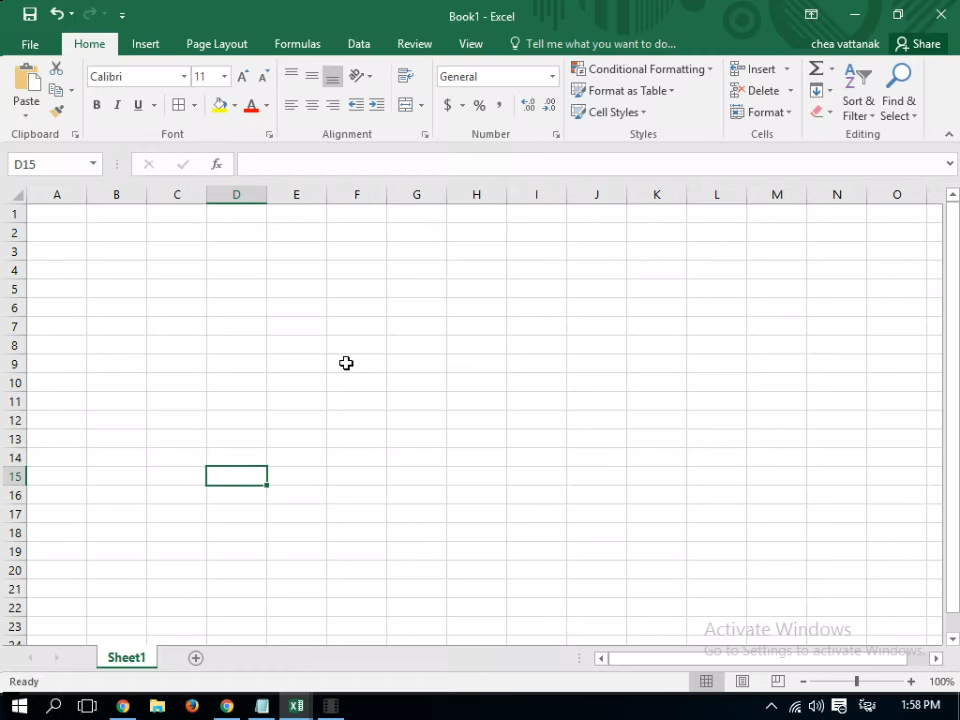 Book1 - Excel
File Home Insert Page Layout Formulas Data Review View Tell me what you want to do... chea vattanak Share
Paste
Calibri 11
B I U A
General
$ % ,
Conditional Formatting
Format as Table
Cell Styles
Insert
Delete
Format
Sort & Filter
Find & Select
Clipboard Font Alignment Number Styles Cells Editing
D15 fx
A B C D E F G H I J K L M N O
1
2
3
4
5
6
7
8
9
10
11
12
13
14
15
16
17
18
19
20
21
22
23
24
Activate Windows
Go to Settings to activate Windows.
Sheet1
Ready 100%
1:58 PM